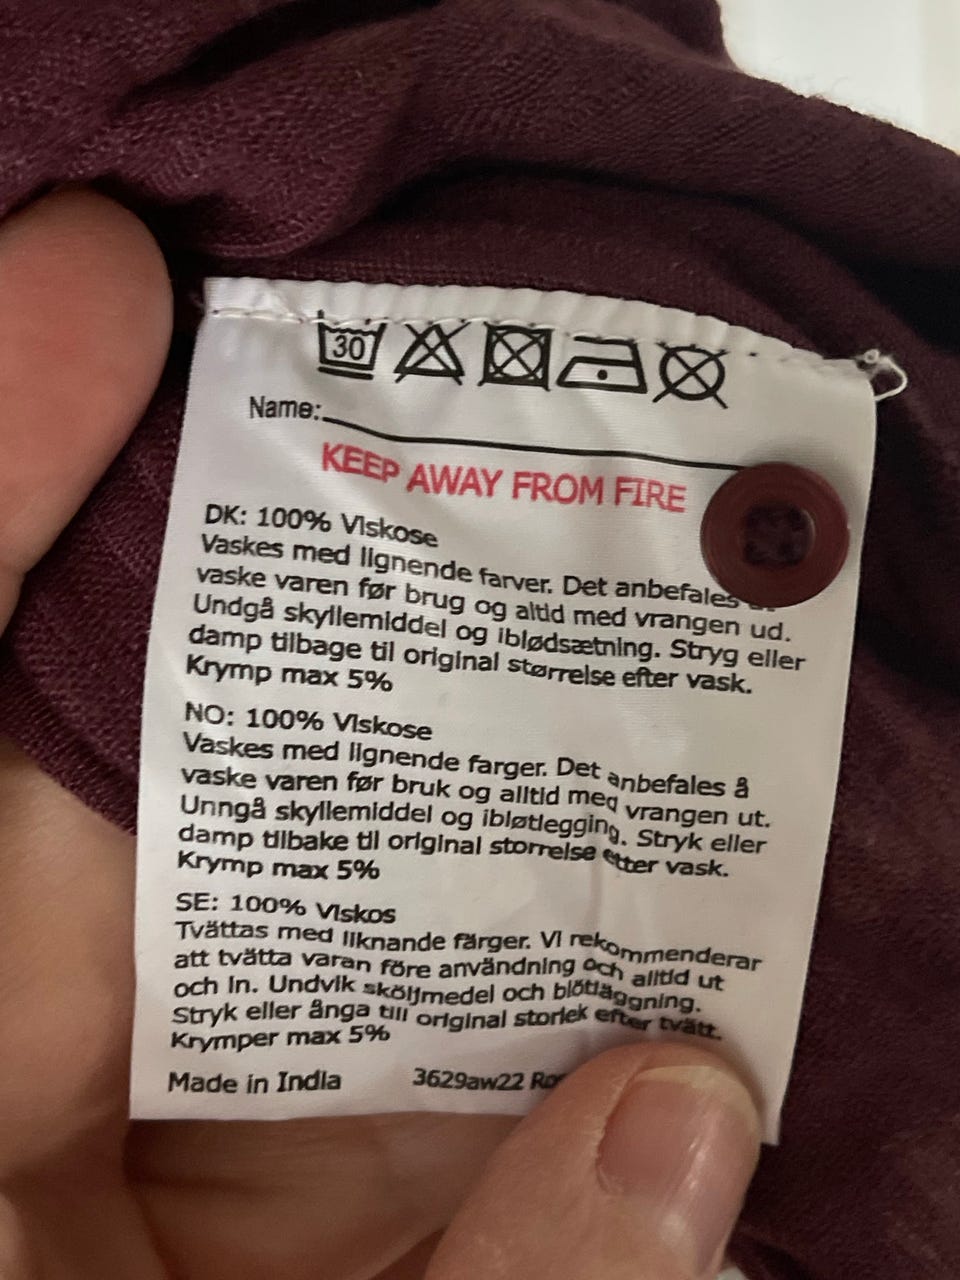 30
Name:
KEEP AWAY FROM FIRE
DK: 100% Viskose
Vaskes med lignende farver. Det anbefales
vaske varen før brug og altid med vrangen ud.
Undgå skyllemiddel og iblødsætning. Stryg eller
damp tilbage til original størrelse efter vask.
Krymp max 5%
NO: 100% Viskose
Vaskes med lignende farger. Det anbefales å
vaske varen før bruk og alltid med vrangen ut.
Unngå skyllemiddel og ibløtlegging. Stryk eller
damp tilbake til original storrelse etter vask.
Krymp max 5%
SE: 100% Viskos
Tvättas med liknande färger. Vi rekommenderar
att tvätta varan före användning och alltid ut
och in. Undvik sköljmedel och blötläggning.
Stryk eller ånga till original storlek efter tvätt.
Krymper max 5%
Made in India 3629aw22